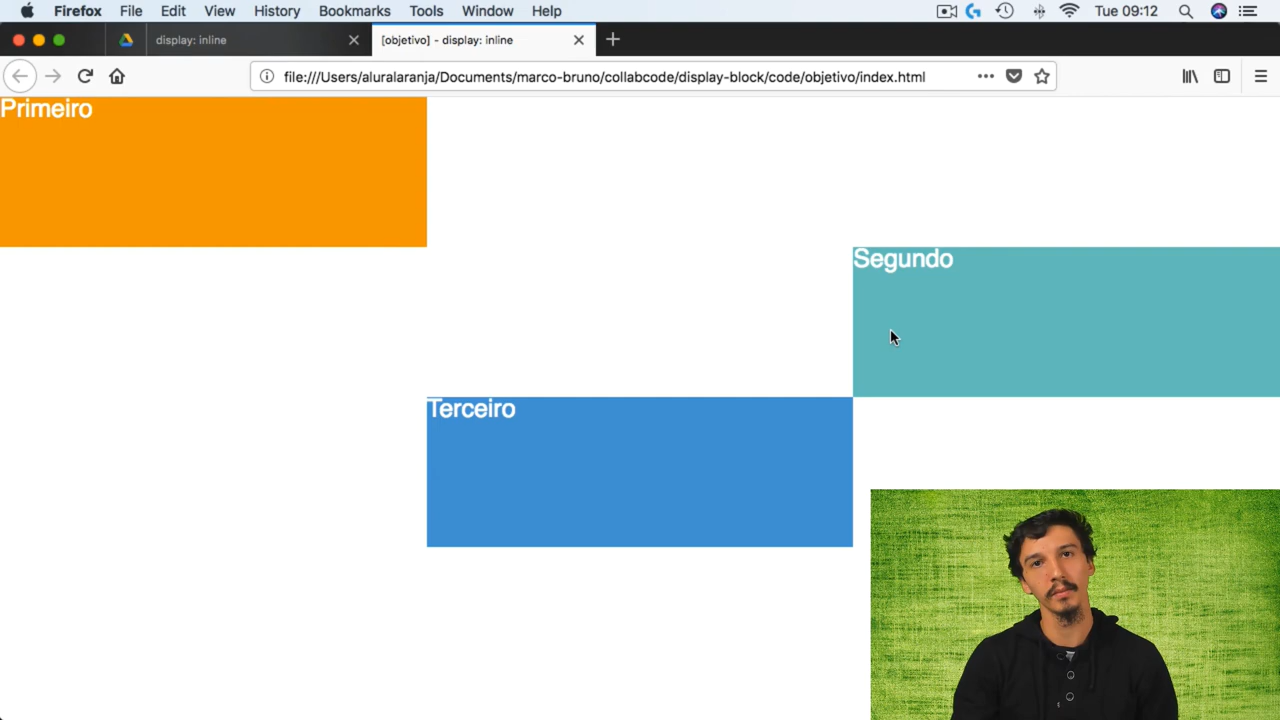 Firefox File Edit View History Bookmarks Tools Window Help Tue 09:12
display: inline [objetivo] - display: inline
file:///Users/aluralaranja/Documents/marco-bruno/collabcode/display-block/code/objetivo/index.html
Primeiro
Segundo
Terceiro